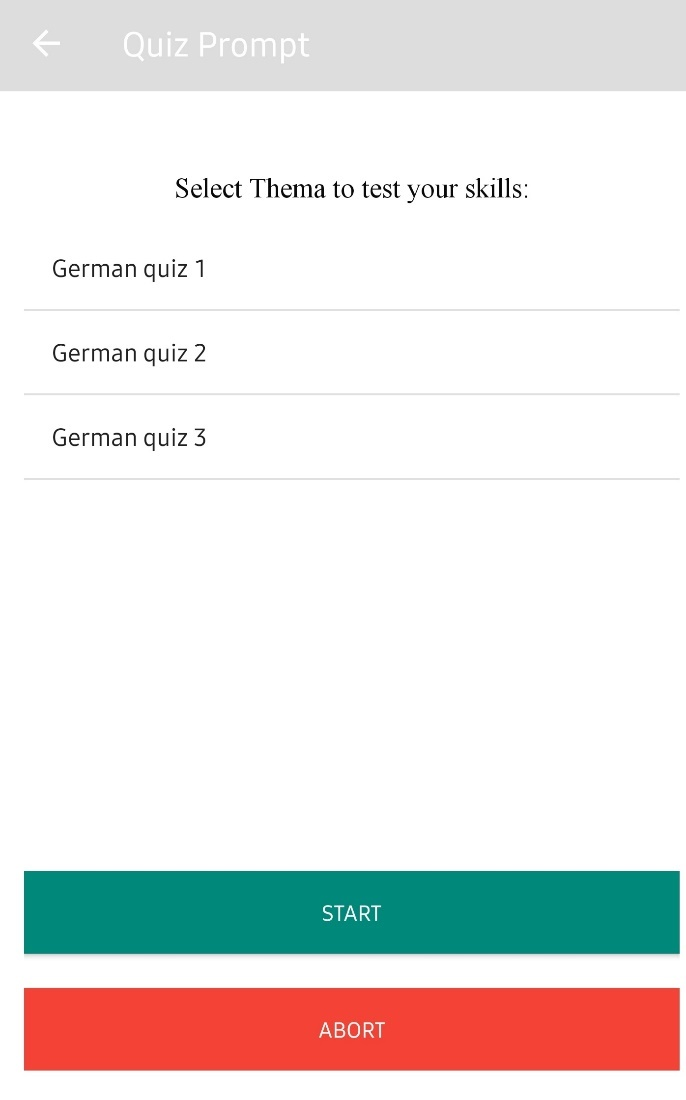 Quiz Prompt
Select Thema to test your skills:
German quiz 1
German quiz 2
German quiz 3
START
ABORT